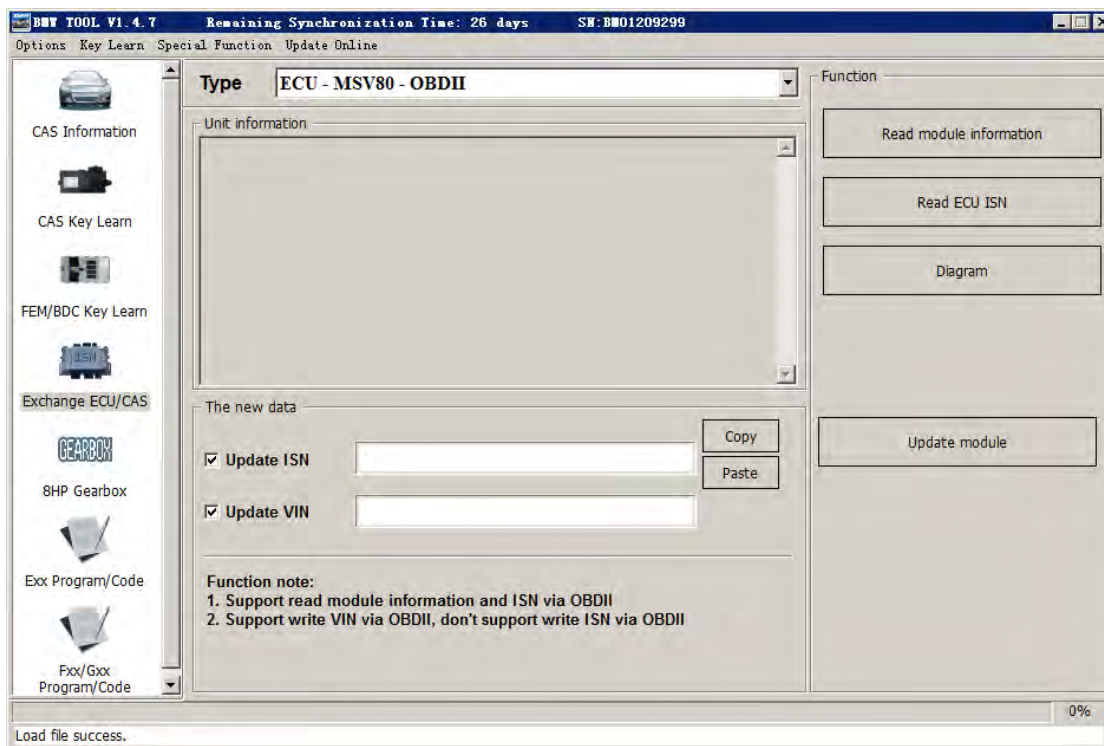 BMW TOOL V1.4.7 Remaining Synchronization Time: 26 days SN:BM01209299
Options Key Learn Special Function Update Online
CAS Information
CAS Key Learn
FEM/BDC Key Learn
ISN
Exchange ECU/CAS
GEARBOX
8HP Gearbox
Exx Program/Code
Fxx/Gxx
Program/Code
Type ECU - MSV80 - OBDII
Unit information
The new data
Update ISN
Copy
Paste
Update VIN
Function note:
1. Support read module information and ISN via OBDII
2. Support write VIN via OBDII, don't support write ISN via OBDII
Function
Read module information
Read ECU ISN
Diagram
Update module
0%
Load file success.